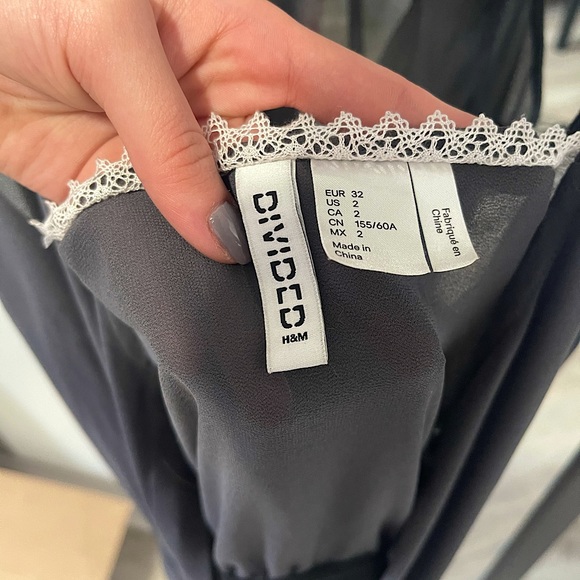 DIVIDED
H&M
EUR 32
US 2
CA 2
CN 155/60A
MX 2
Made in
China
Fabriqué en
Chine